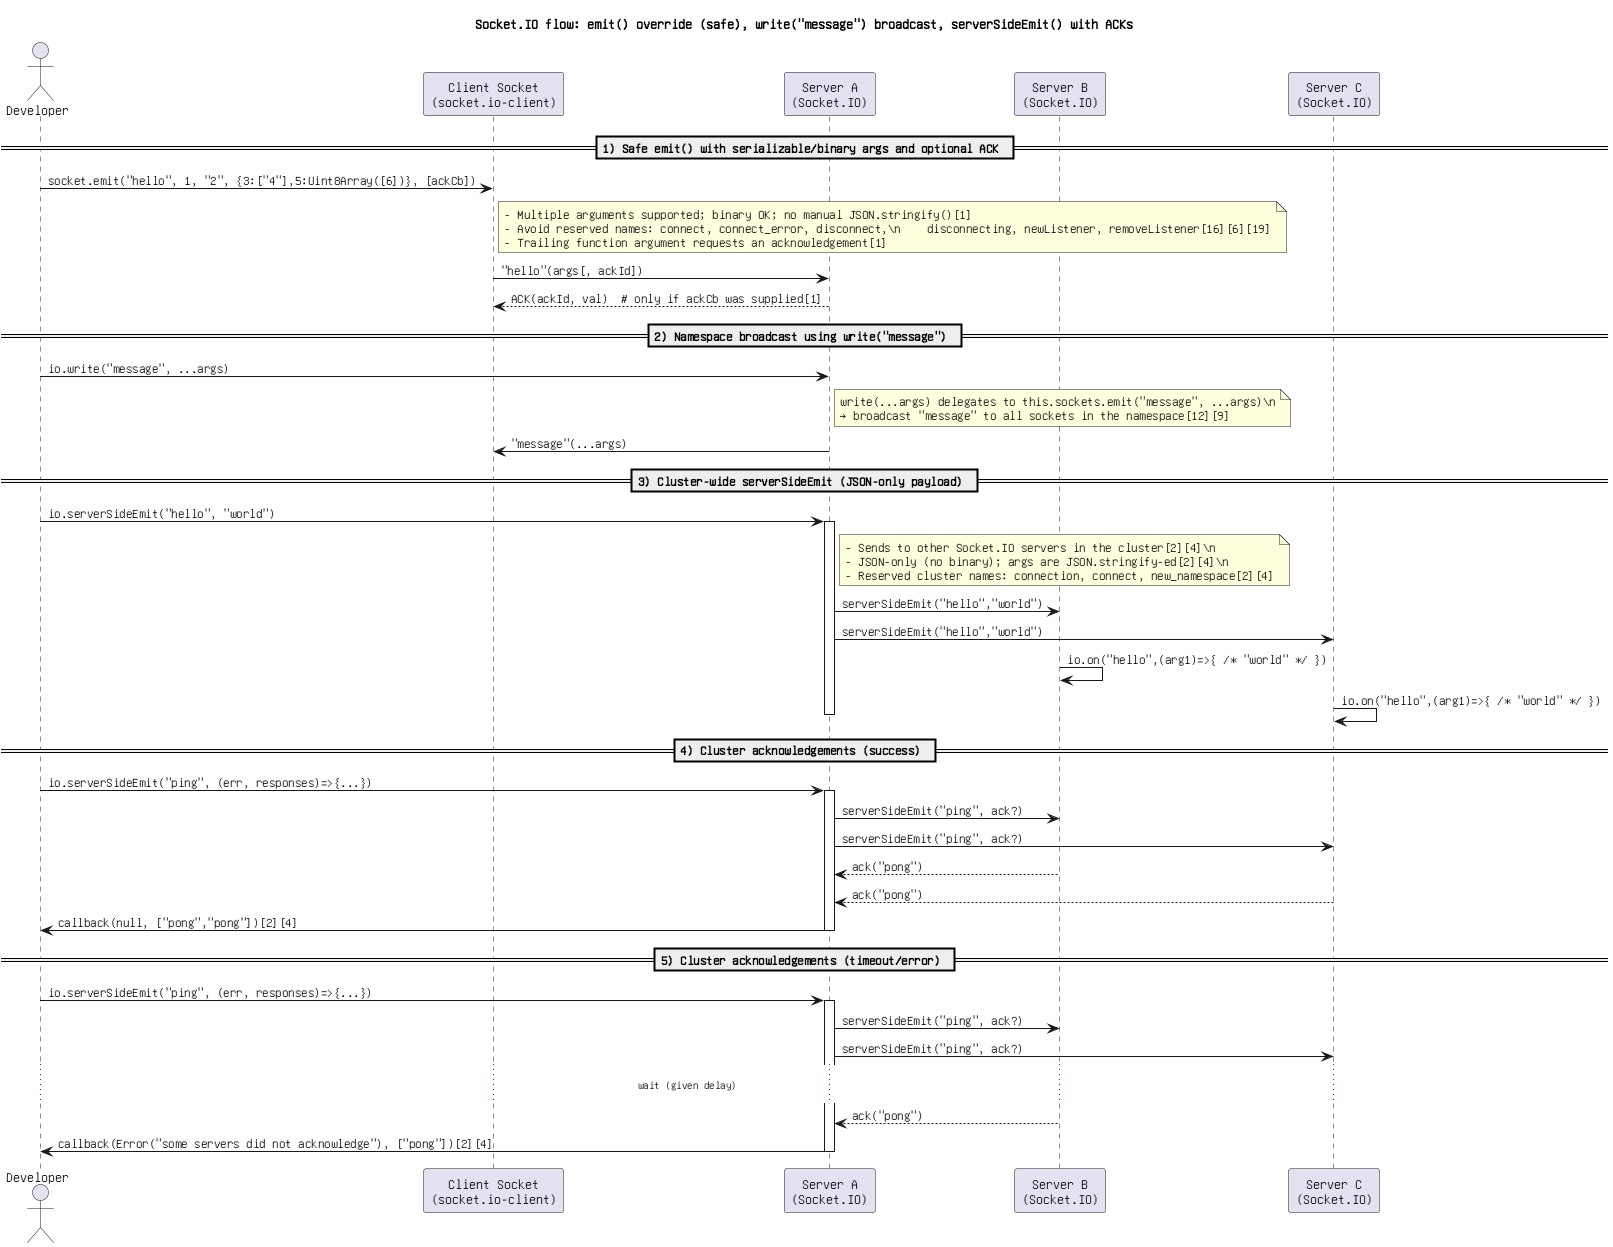 Socket.IO flow: emit() override (safe), write("message") broadcast, serverSideEmit() with ACKs
Developer
Client Socket
(socket.io-client)
Server A
(Socket.IO)
Server B
(Socket.IO)
Server C
(Socket.IO)
1) Safe emit() with serializable/binary args and optional ACK
socket.emit("hello", 1, "2", {3:["4"],5:Uint8Array([6])}, [ackCb])
- Multiple arguments supported; binary OK; no manual JSON.stringify()[1]
- Avoid reserved names: connect, connect_error, disconnect,\n    disconnecting, newListener, removeListener[16][6][19]
- Trailing function argument requests an acknowledgement[1]
"hello"(args[, ackId])
ACK(ackId, val)  # only if ackCb was supplied[1]
2) Namespace broadcast using write("message")
io.write("message", ...args)
write(...args) delegates to this.sockets.emit("message", ...args)\n
→ broadcast "message" to all sockets in the namespace[12][9]
"message"(...args)
3) Cluster-wide serverSideEmit (JSON-only payload)
io.serverSideEmit("hello", "world")
- Sends to other Socket.IO servers in the cluster[2][4]\n
- JSON-only (no binary); args are JSON.stringify-ed[2][4]\n
- Reserved cluster names: connection, connect, new_namespace[2][4]
serverSideEmit("hello","world")
serverSideEmit("hello","world")
io.on("hello",(arg1)=>{ /* "world" */ })
io.on("hello",(arg1)=>{ /* "world" */ })
4) Cluster acknowledgements (success)
io.serverSideEmit("ping", (err, responses)=>{...})
serverSideEmit("ping", ack?)
serverSideEmit("ping", ack?)
ack("pong")
ack("pong")
callback(null, ["pong","pong"])[2][4]
5) Cluster acknowledgements (timeout/error)
io.serverSideEmit("ping", (err, responses)=>{...})
serverSideEmit("ping", ack?)
serverSideEmit("ping", ack?)
wait (given delay)
ack("pong")
callback(Error("some servers did not acknowledge"), ["pong"])[2][4]
Developer
Client Socket
(socket.io-client)
Server A
(Socket.IO)
Server B
(Socket.IO)
Server C
(Socket.IO)